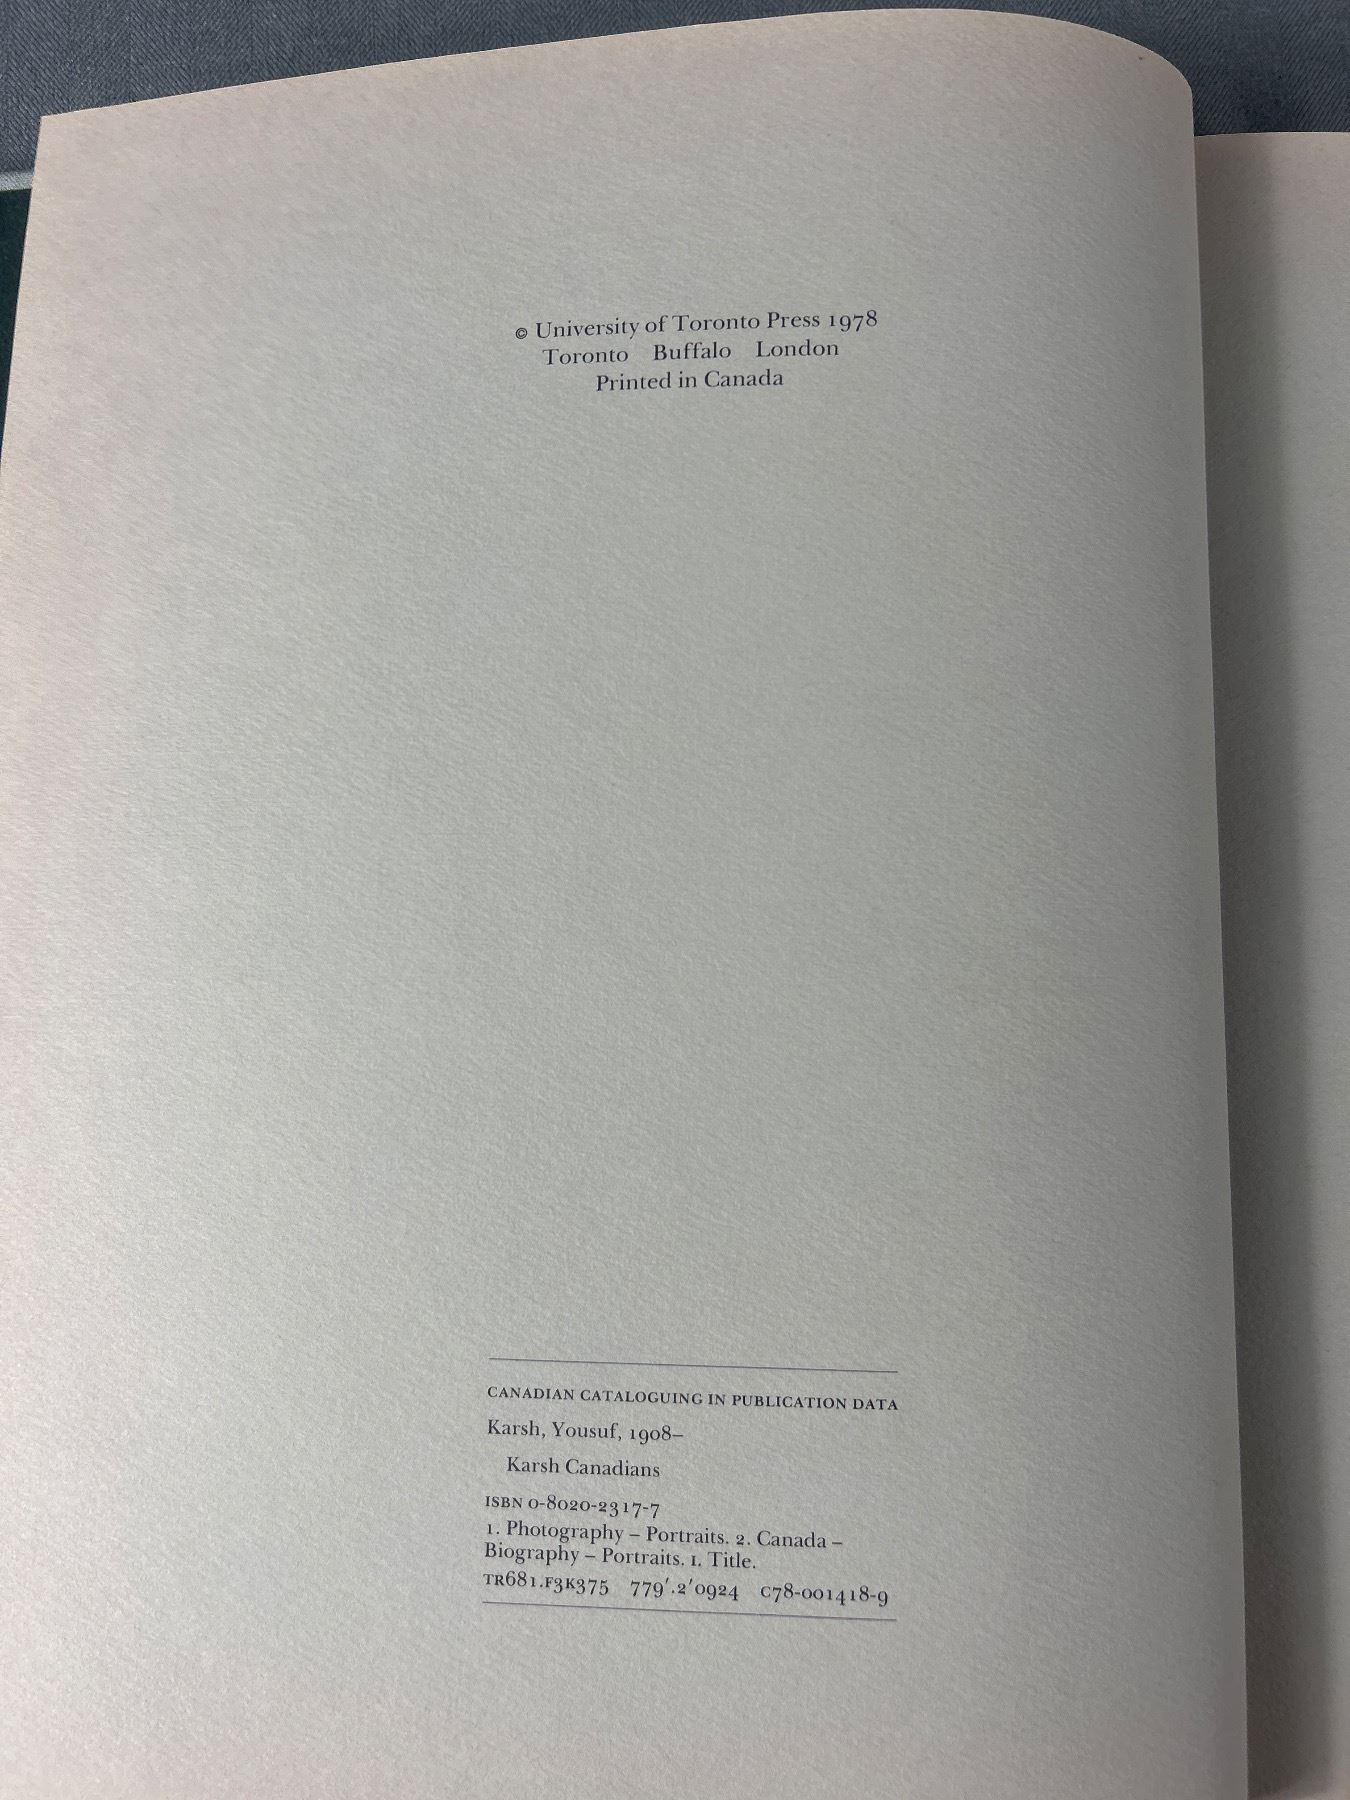 © University of Toronto Press 1978
Toronto Buffalo London
Printed in Canada
CANADIAN CATALOGUING IN PUBLICATION DATA
Karsh, Yousuf, 1908–
Karsh Canadians
ISBN 0-8020-2317-7
1. Photography – Portraits. 2. Canada –
Biography – Portraits. I. Title.
TR681.F3K375 779'.2'0924 C78-001418-9